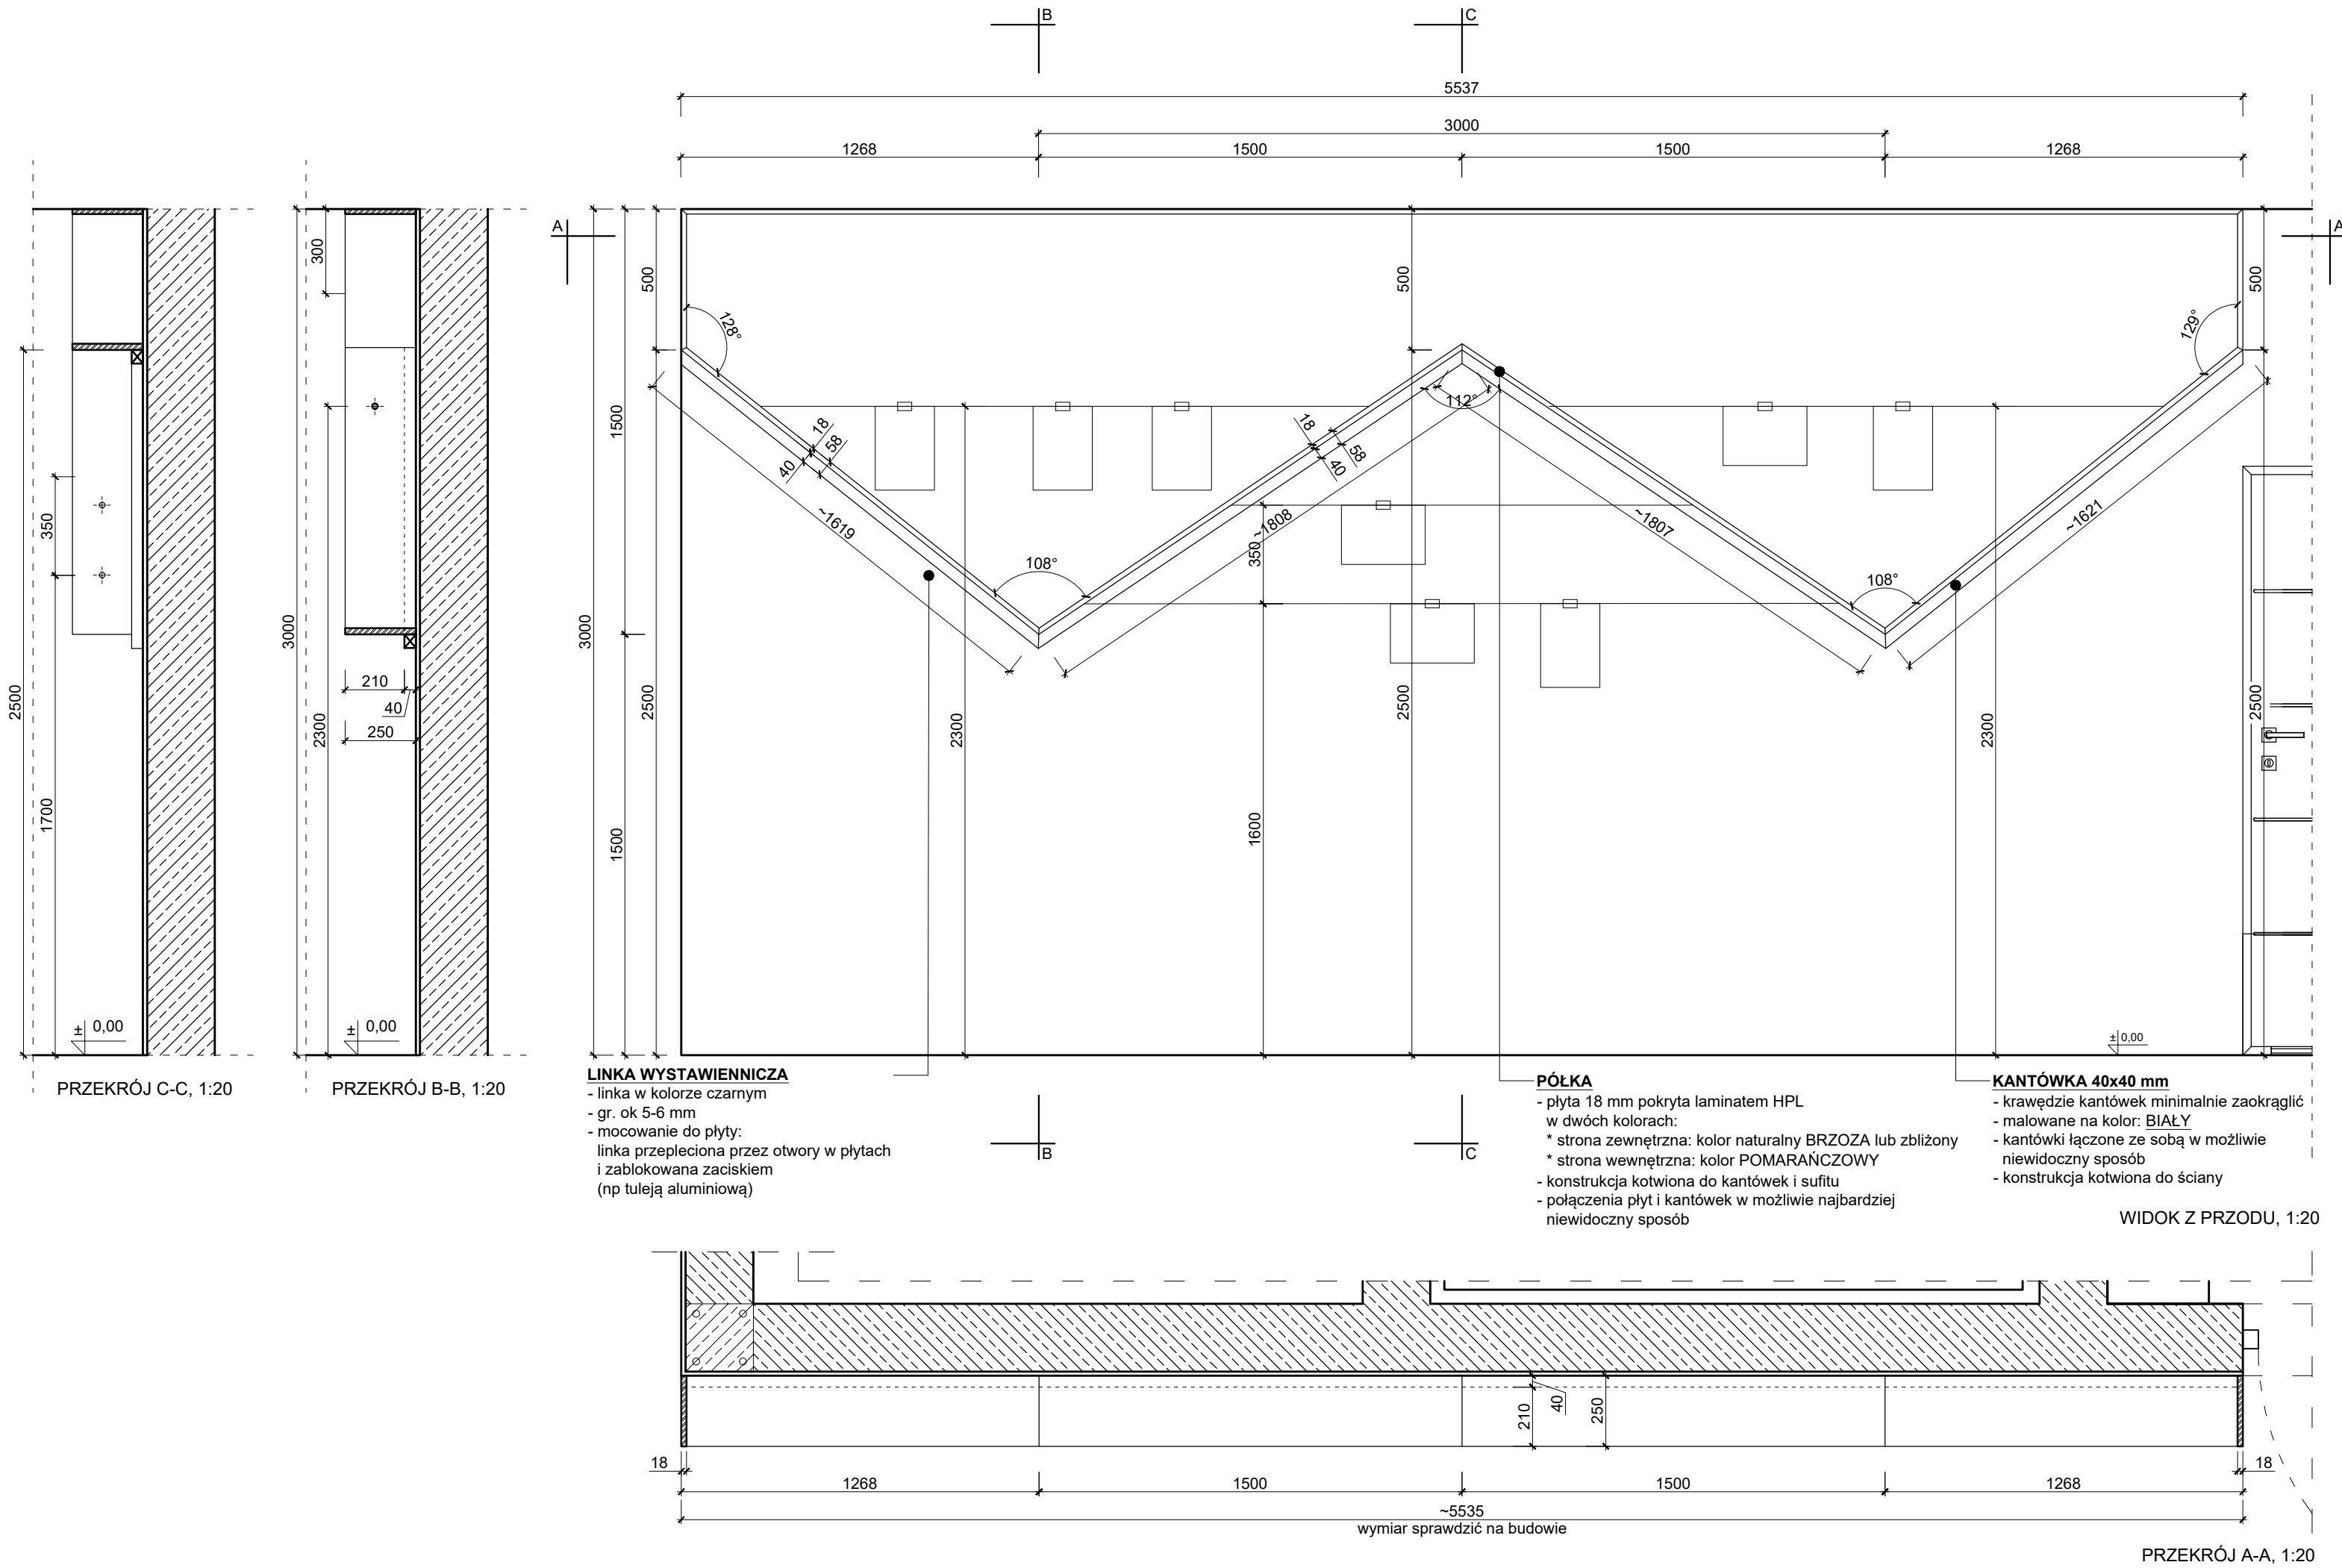 B
C
5537
3000
1268
1500
1500
1268
A
A
300
500
500
500
128°
129°
1500
112°
18
58
40
18
58
40
350
~1619
350
~1808
~1807
~1621
108°
108°
3000
3000
210
40
250
2500
2500
2500
2500
2300
2300
2300
1700
1500
1600
± 0,00
± 0,00
± 0,00
PRZEKRÓJ C-C, 1:20
PRZEKRÓJ B-B, 1:20
LINKA WYSTAWIENNICZA
- linka w kolorze czarnym
- gr. ok 5-6 mm
- mocowanie do płyty:
linka przepleciona przez otwory w płytach
i zablokowana zaciskiem
(np tuleją aluminiową)
B
C
PÓŁKA
- płyta 18 mm pokryta laminatem HPL
w dwóch kolorach:
* strona zewnętrzna: kolor naturalny BRZOZA lub zbliżony
* strona wewnętrzna: kolor POMARAŃCZOWY
- konstrukcja kotwiona do kantówek i sufitu
- połączenia płyt i kantówek w możliwie najbardziej
niewidoczny sposób
KANTÓWKA 40x40 mm
- krawędzie kantówek minimalnie zaokrąglić
- malowane na kolor: BIAŁY
- kantówki łączone ze sobą w możliwie
niewidoczny sposób
- konstrukcja kotwiona do ściany
WIDOK Z PRZODU, 1:20
210
40
250
18
18
1268
1500
1500
1268
~5535
wymiar sprawdzić na budowie
PRZEKRÓJ A-A, 1:20